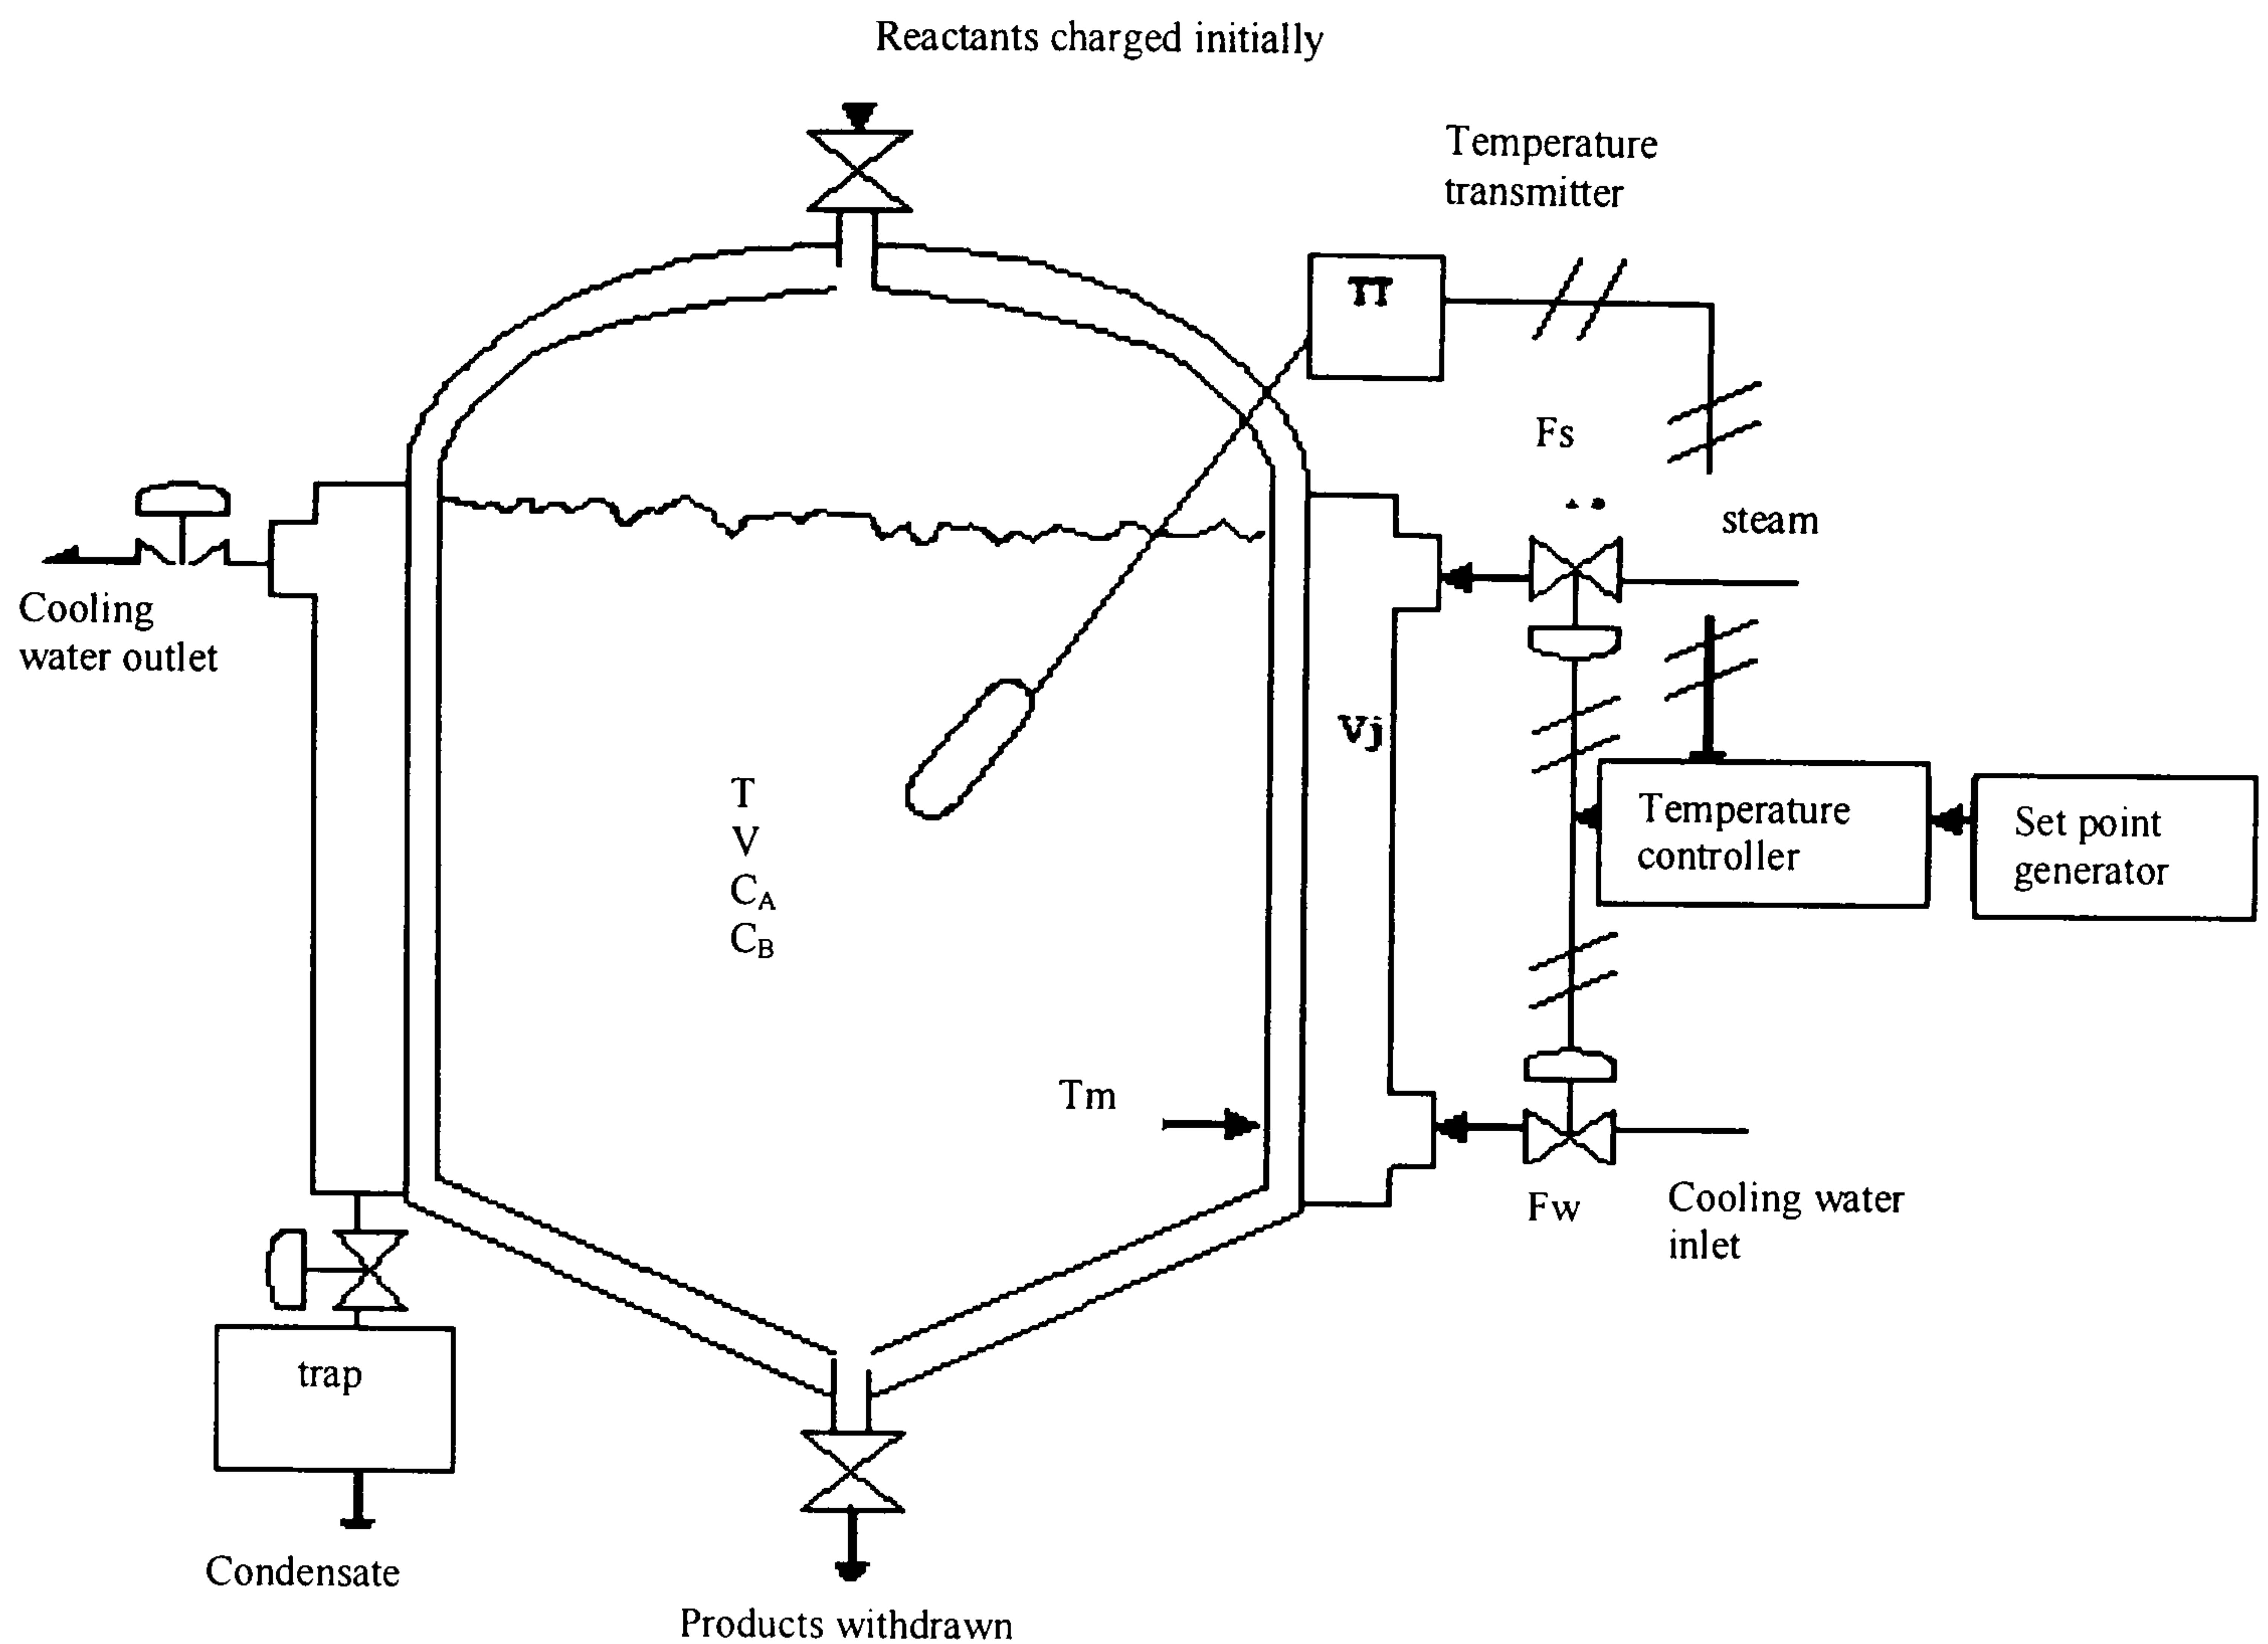 Reactants charged initially
Temperature
transmitter
TT
Fs
steam
Cooling
water outlet
Vj
T
V
CA
CB
Temperature
controller
Set point
generator
Tm
Fw
Cooling water
inlet
trap
Condensate
Products withdrawn